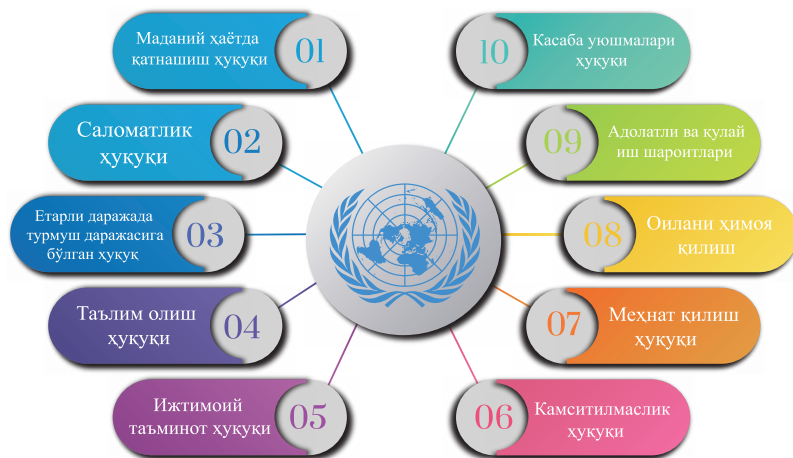 Маданий ҳаётда
қатнашиш ҳуқуқи
01
Саломатлик
ҳуқуқи
02
Етарли даражада
турмуш даражасига
бўлган ҳуқуқ
03
Таълим олиш
ҳуқуқи
04
Ижтимоий
таъминот ҳуқуқи
05
06
Камситилмаслик
ҳуқуқи
07
Меҳнат қилиш
ҳуқуқи
08
Оилани ҳимоя
қилиш
09
Адолатли ва қулай
иш шароитлари
10
Касаба уюшмалари
ҳуқуқи